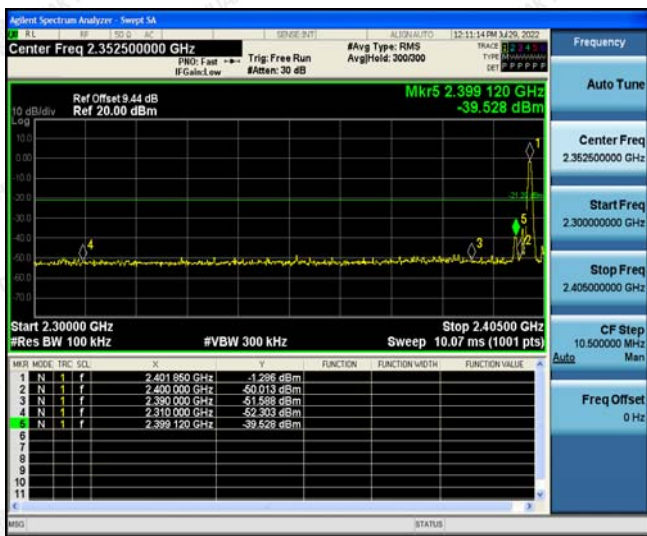 Agilent Spectrum Analyzer - Swept SA
RL RF 50 Ω AC SENSE:INT ALIGN AUTO 12:11:14 PM Jul 29, 2022
Center Freq 2.352500000 GHz #Avg Type: RMS TRACE 1 2 3 4 5 6
PNO: Fast Trig: Free Run Avg|Hold: 300/300 TYPE
IFGain:Low #Atten: 30 dB DET P P P P P P
Ref Offset 9.44 dB Mkr5 2.399 120 GHz
10 dB/div Ref 20.00 dBm -39.528 dBm
Log
10.0
0.00
-10.0
-20.0
-30.0
-40.0
-50.0
-60.0
-70.0
1
5
2
3
4
Start 2.30000 GHz Stop 2.40500 GHz
#Res BW 100 kHz #VBW 300 kHz Sweep 10.07 ms (1001 pts)
MKR MODE TRC SCL X Y FUNCTION FUNCTION WIDTH FUNCTION VALUE
1 N 1 f 2.401 850 GHz -1.286 dBm
2 N 1 f 2.400 000 GHz -50.013 dBm
3 N 1 f 2.390 000 GHz -51.588 dBm
4 N 1 f 2.310 000 GHz -52.303 dBm
5 N 1 f 2.399 120 GHz -39.528 dBm
6
7
8
9
10
11
MSG STATUS
Frequency
Auto Tune
Center Freq
2.352500000 GHz
Start Freq
2.300000000 GHz
Stop Freq
2.405000000 GHz
CF Step
10.500000 MHz
Auto Man
Freq Offset
0 Hz